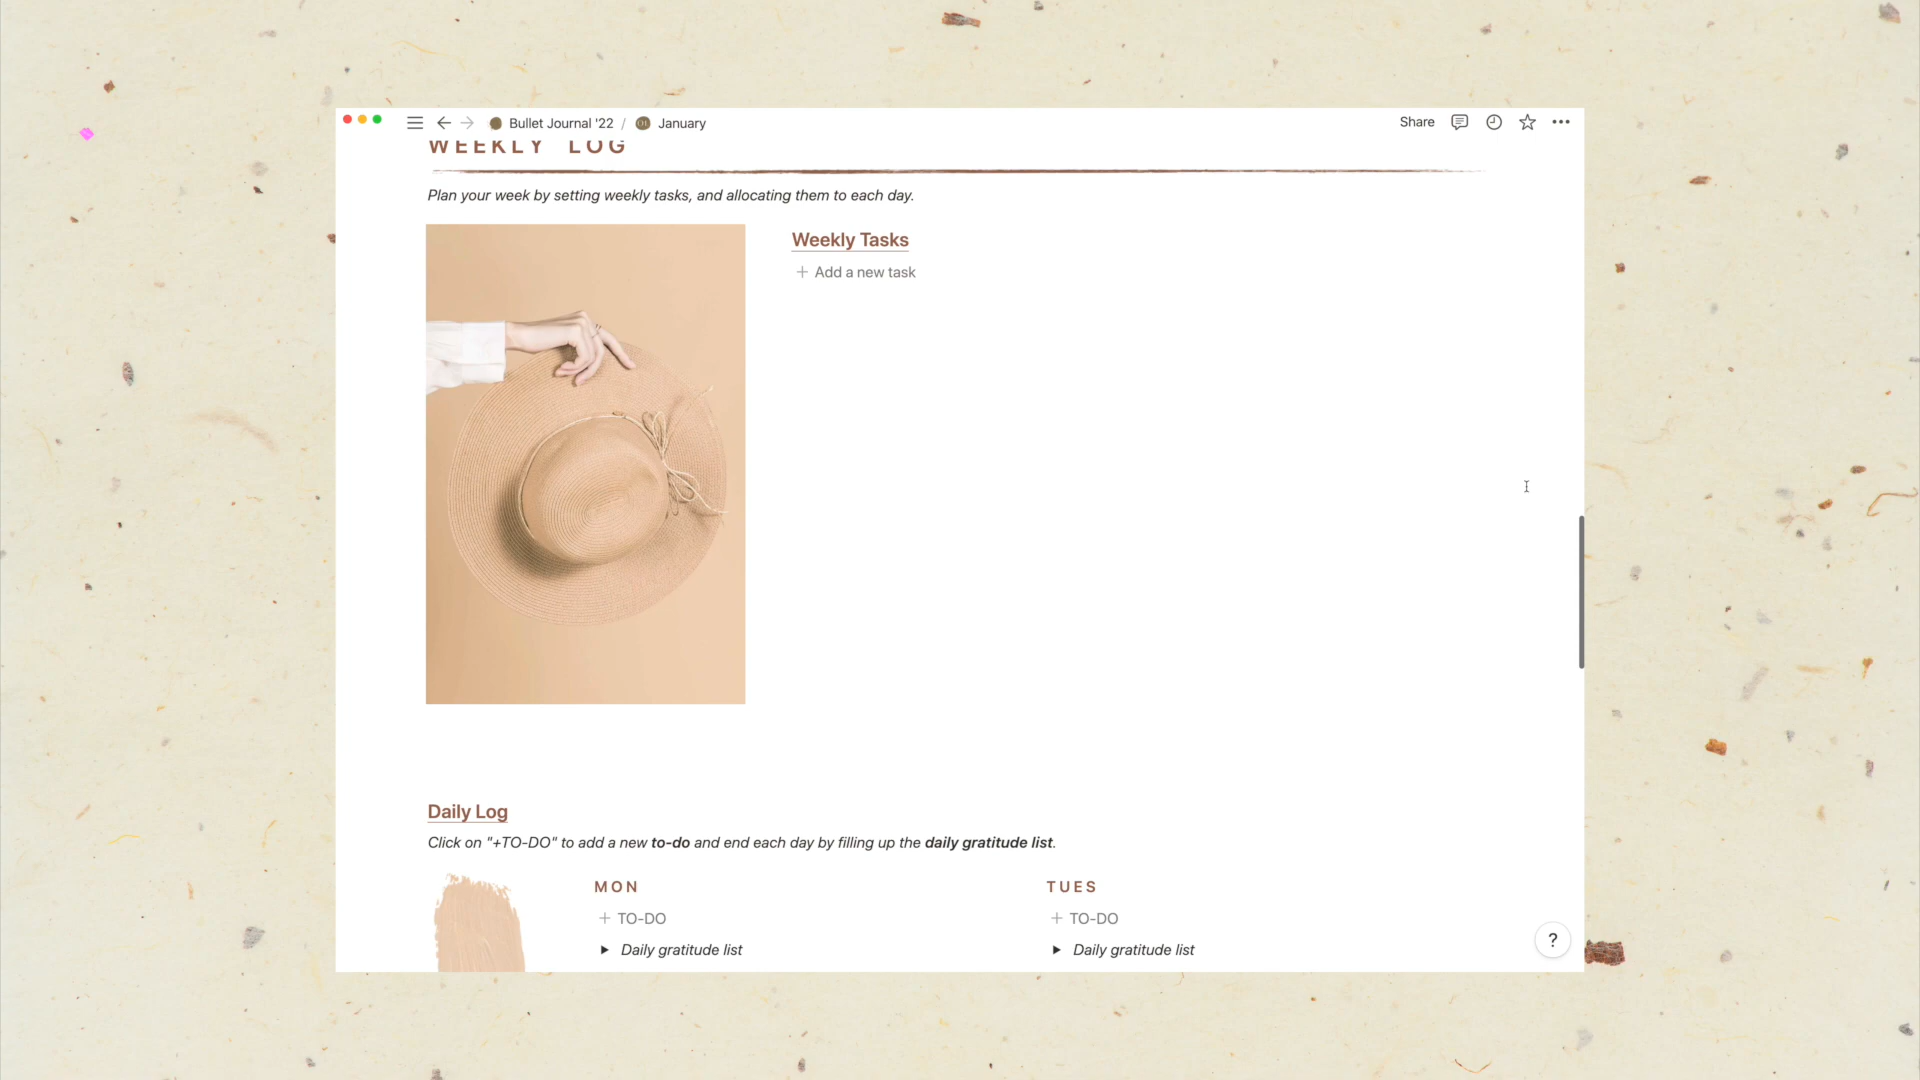 Bullet Journal '22 / January
Share
WEEKLY LOG
Plan your week by setting weekly tasks, and allocating them to each day.
Weekly Tasks
+ Add a new task
Daily Log
Click on "+TO-DO" to add a new to-do and end each day by filling up the daily gratitude list.
MON
+ TO-DO
Daily gratitude list
TUES
+ TO-DO
Daily gratitude list
?